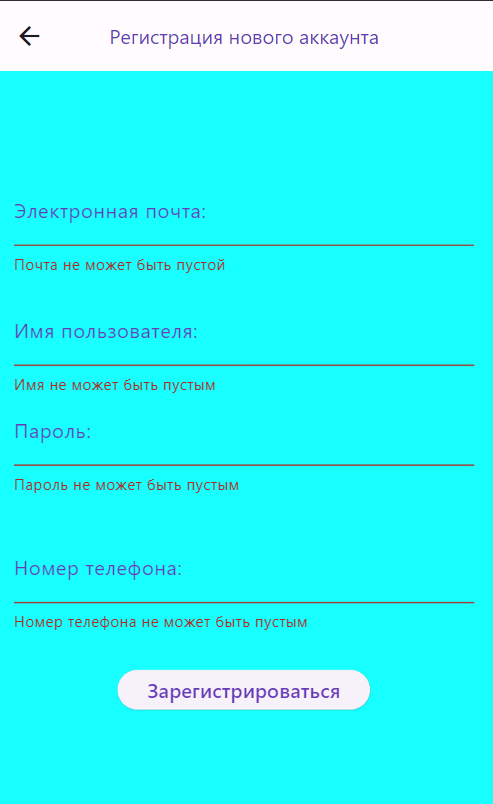 Регистрация нового аккаунта
Электронная почта:
Почта не может быть пустой
Имя пользователя:
Имя не может быть пустым
Пароль:
Пароль не может быть пустым
Номер телефона:
Номер телефона не может быть пустым
Зарегистрироваться